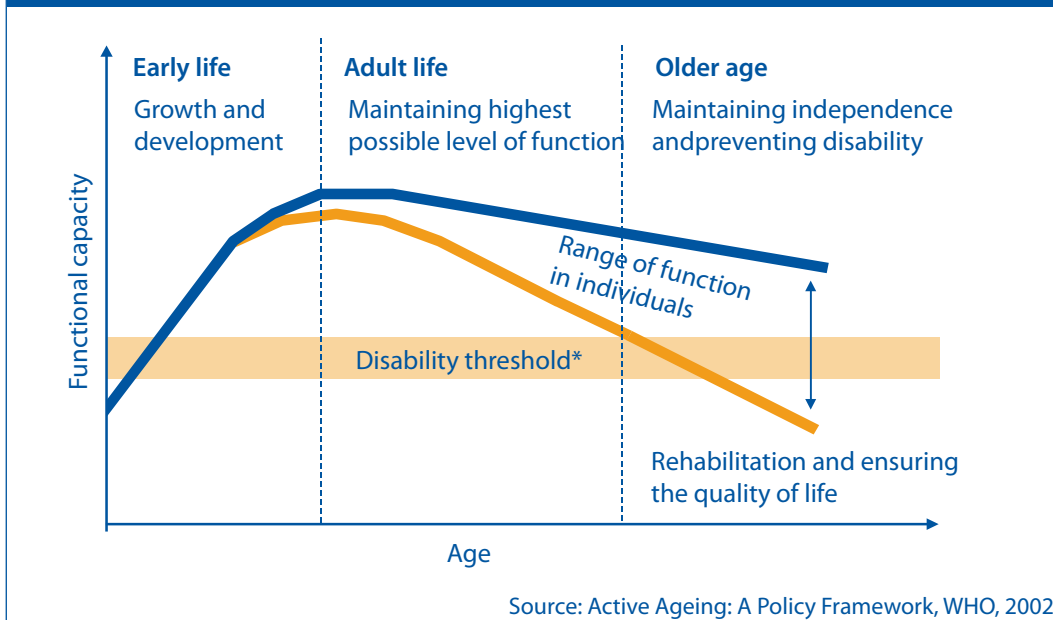 Early life
Growth and
development
Adult life
Maintaining highest
possible level of function
Older age
Maintaining independence
andpreventing disability
Functional capacity
Range of function
in individuals
Disability threshold*
Rehabilitation and ensuring
the quality of life
Age
Source: Active Ageing: A Policy Framework, WHO, 2002